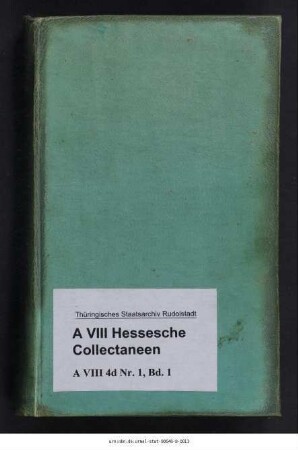 Thüringisches Staatsarchiv Rudolstadt
A VIII Hessesche
Collectaneen
A VIII 4d Nr. 1, Bd. 1